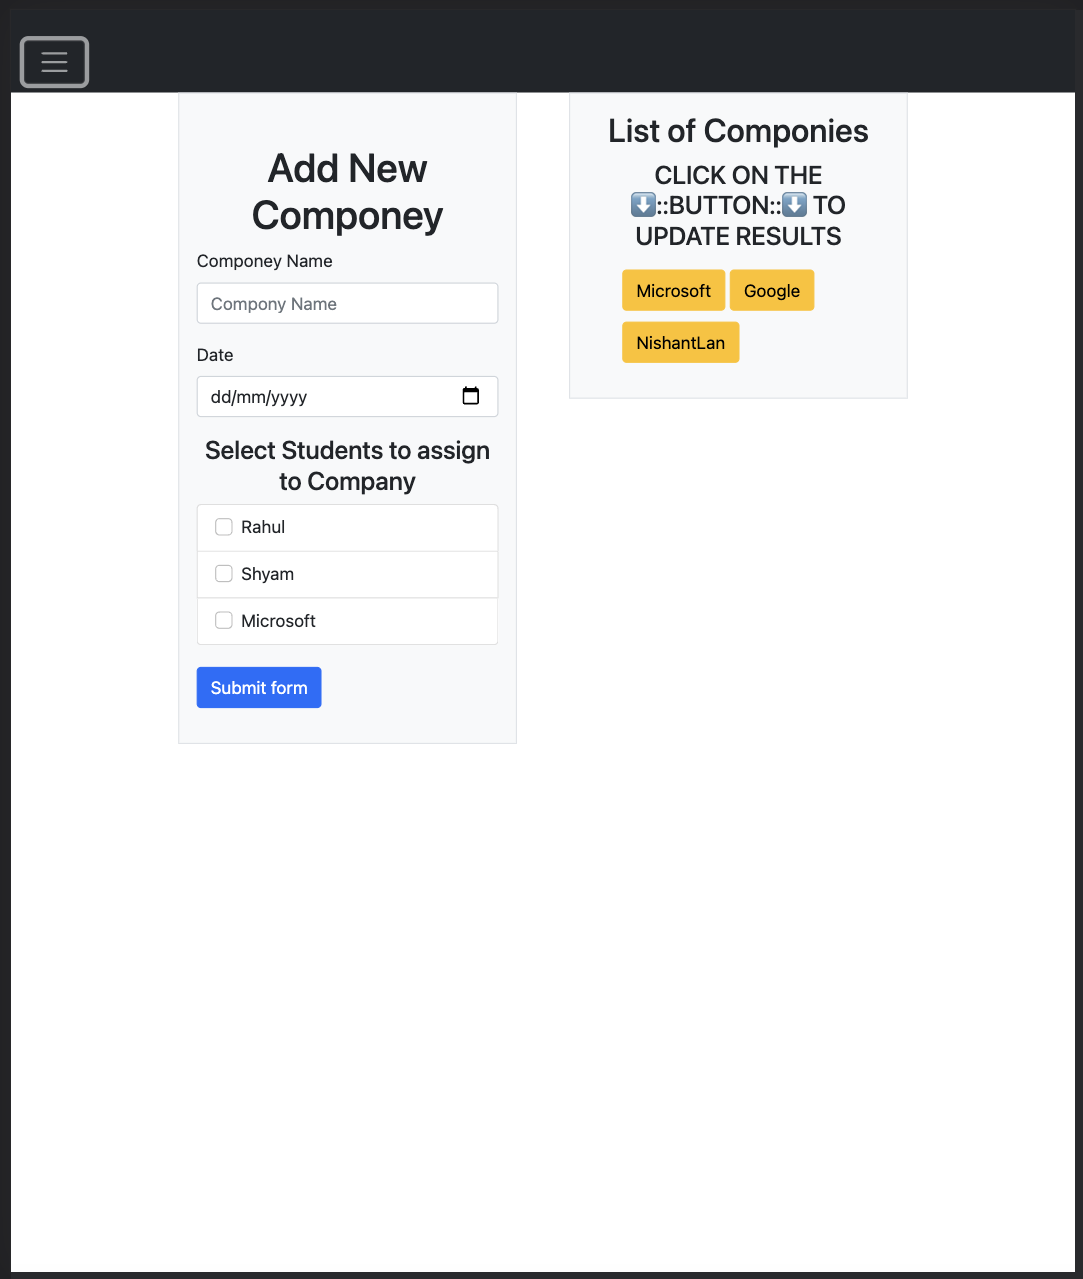 Add New
Componey
Componey Name
Compony Name
Date
dd/mm/yyyy
Select Students to assign
to Company
Rahul
Shyam
Microsoft
Submit form
List of Componies
CLICK ON THE
⬇️::BUTTON::⬇️ TO
UPDATE RESULTS
Microsoft Google
NishantLan